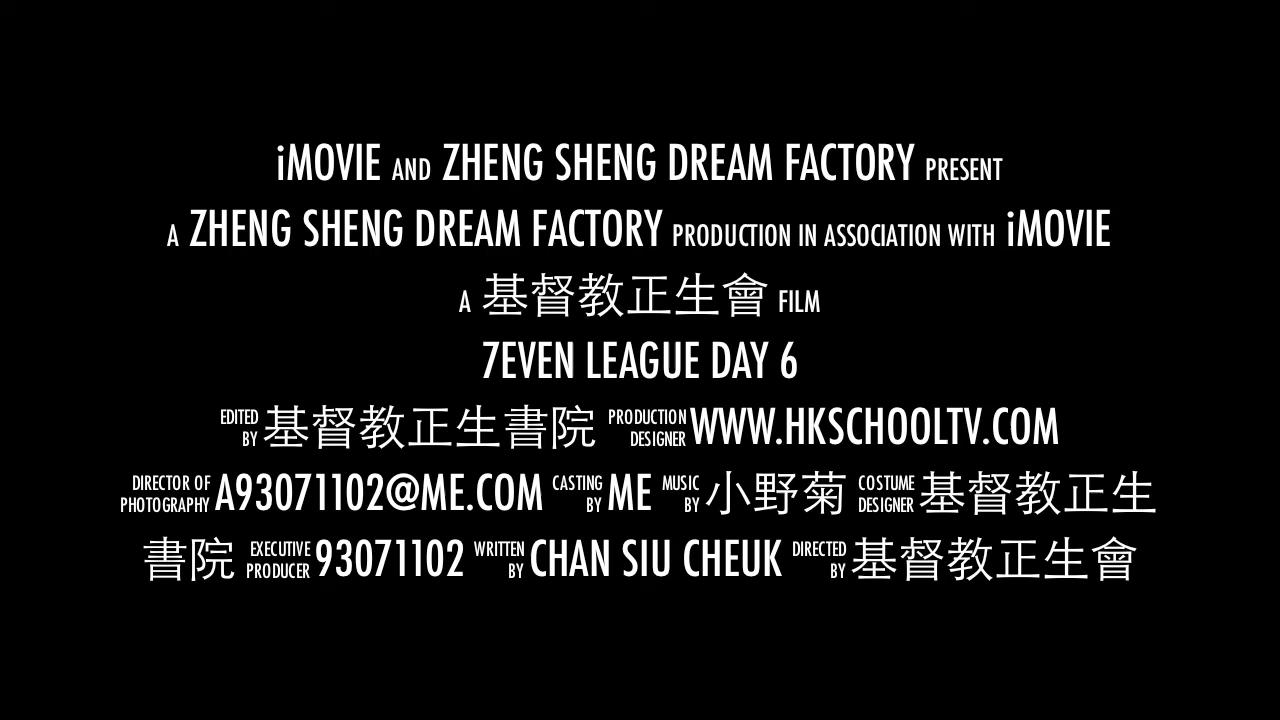 iMOVIE AND ZHENG SHENG DREAM FACTORY PRESENT
A ZHENG SHENG DREAM FACTORY PRODUCTION IN ASSOCIATION WITH iMOVIE
A 基督教正生會 FILM
7EVEN LEAGUE DAY 6
EDITED BY 基督教正生書院 PRODUCTION DESIGNER WWW.HKSCHOOLTV.COM
DIRECTOR OF PHOTOGRAPHY A93071102@ME.COM CASTING BY ME MUSIC BY 小野菊 COSTUME DESIGNER 基督教正生
書院 EXECUTIVE PRODUCER 93071102 WRITTEN BY CHAN SIU CHEUK DIRECTED BY 基督教正生會